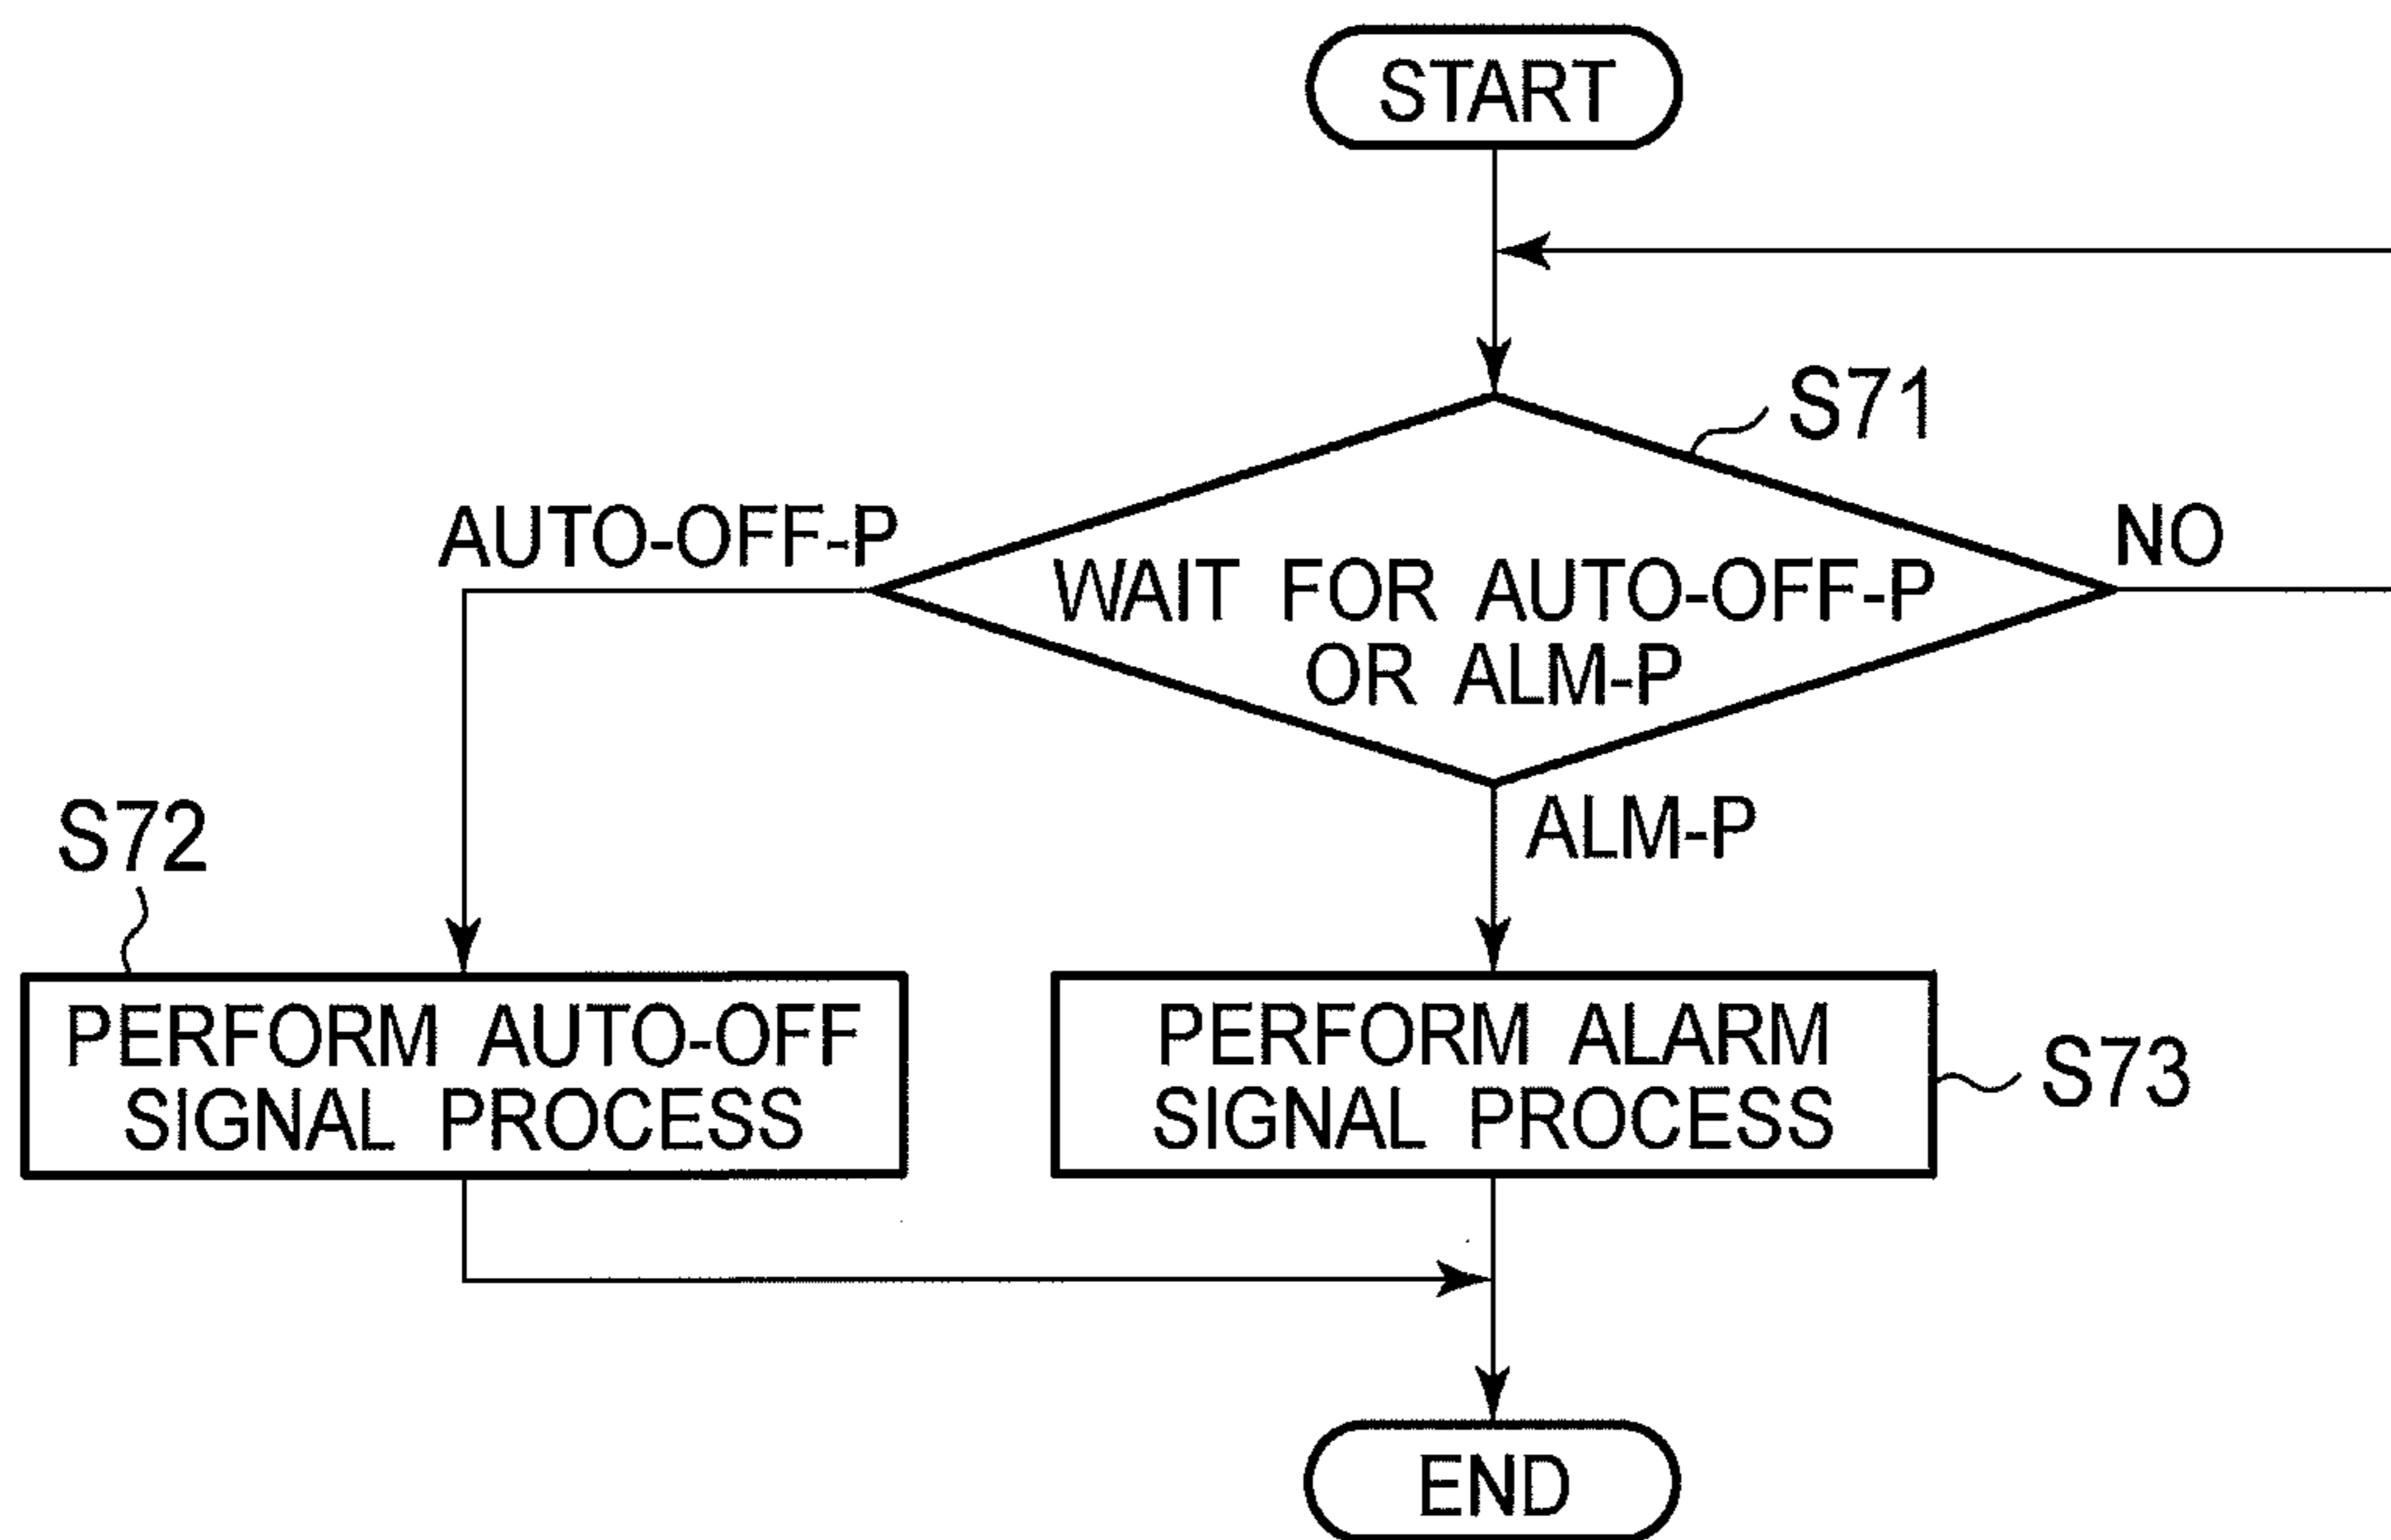 START
S71
AUTO-OFF-P
NO
WAIT FOR AUTO-OFF-P
OR ALM-P
ALM-P
S72
PERFORM AUTO-OFF
SIGNAL PROCESS
PERFORM ALARM
SIGNAL PROCESS
S73
END